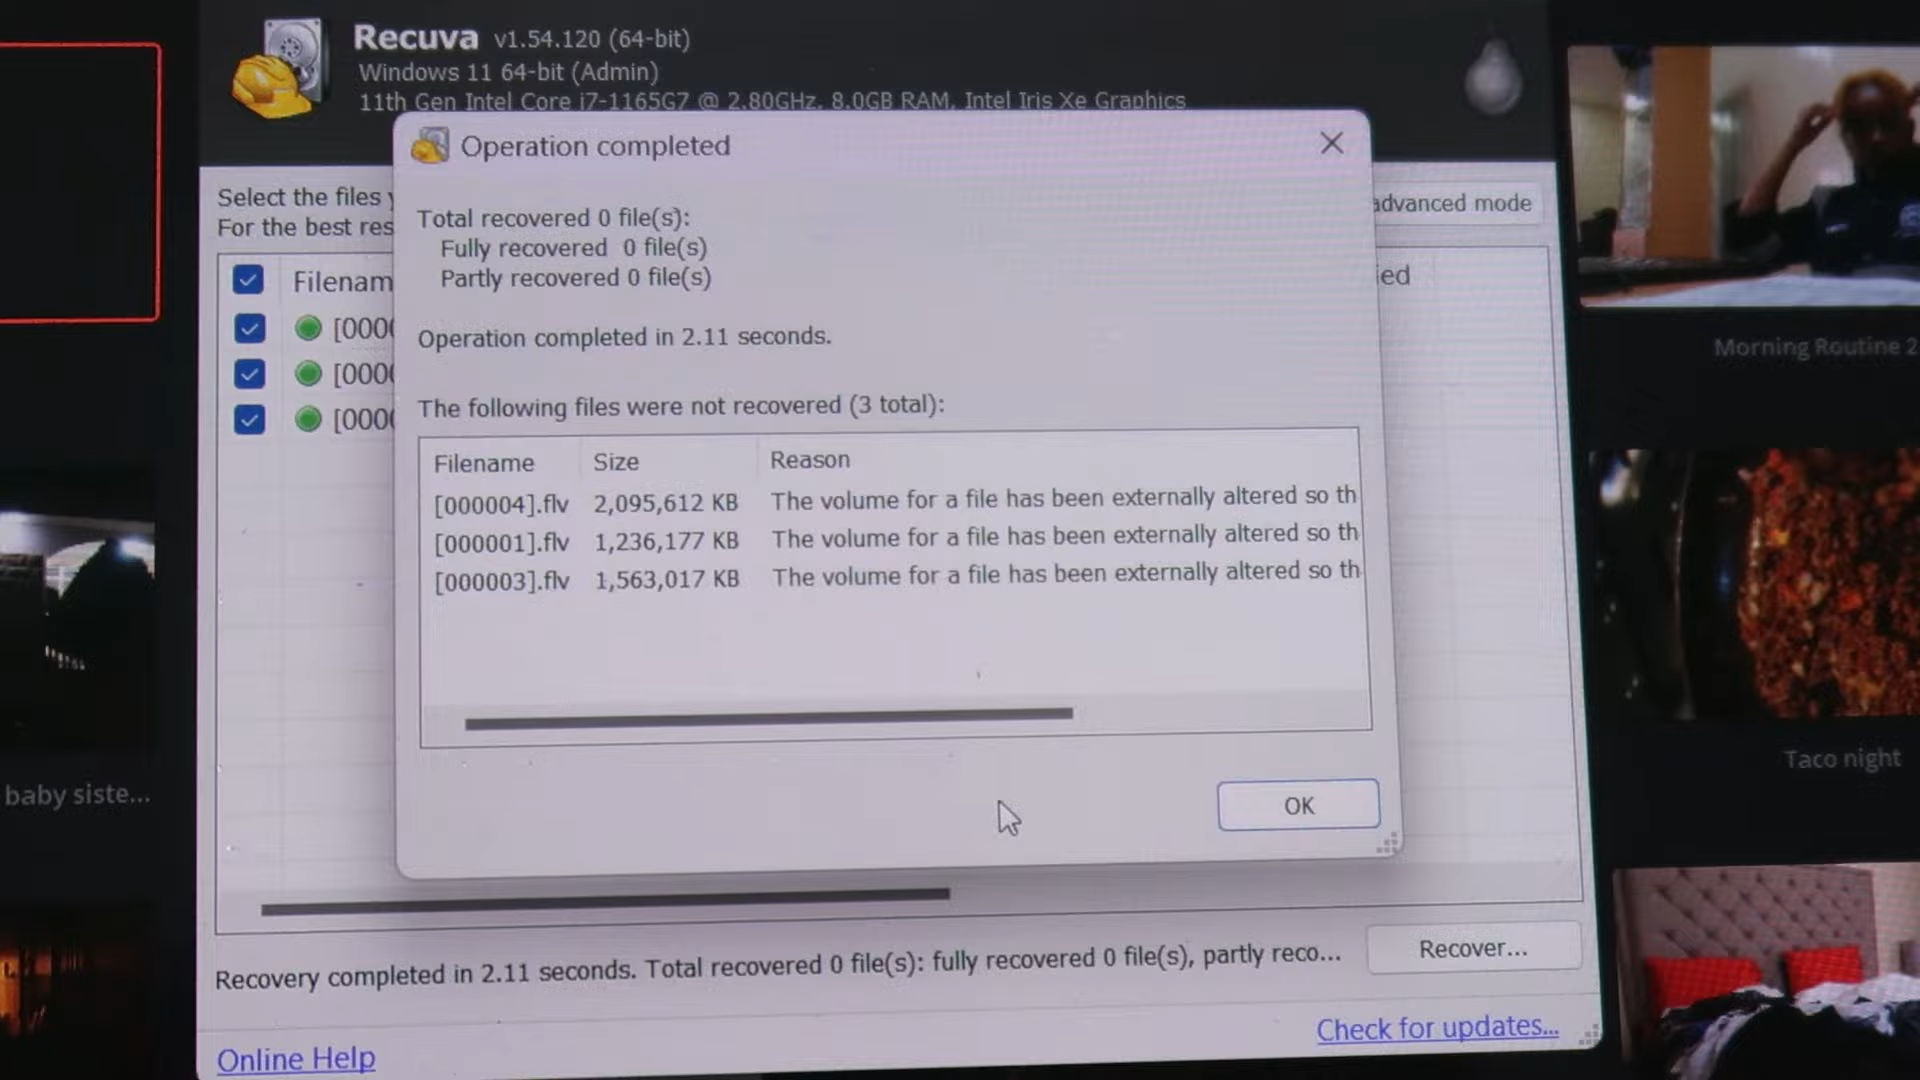 Recuva v1.54.120 (64-bit)
Windows 11 64-bit (Admin)
11th Gen Intel Core i7-1165G7 @ 2.80GHz, 8.0GB RAM, Intel Iris Xe Graphics
Operation completed
Select the files
For the best res
advanced mode
Total recovered 0 file(s):
Fully recovered 0 file(s)
Partly recovered 0 file(s)
Filenam
ied
[000
[000
[000
Operation completed in 2.11 seconds.
The following files were not recovered (3 total):
Filename Size Reason
[000004].flv 2,095,612 KB The volume for a file has been externally altered so th
[000001].flv 1,236,177 KB The volume for a file has been externally altered so th
[000003].flv 1,563,017 KB The volume for a file has been externally altered so th
OK
Recovery completed in 2.11 seconds. Total recovered 0 file(s): fully recovered 0 file(s), partly reco...
Recover...
Check for updates...
Online Help
baby siste...
Morning Routine 2
Taco night